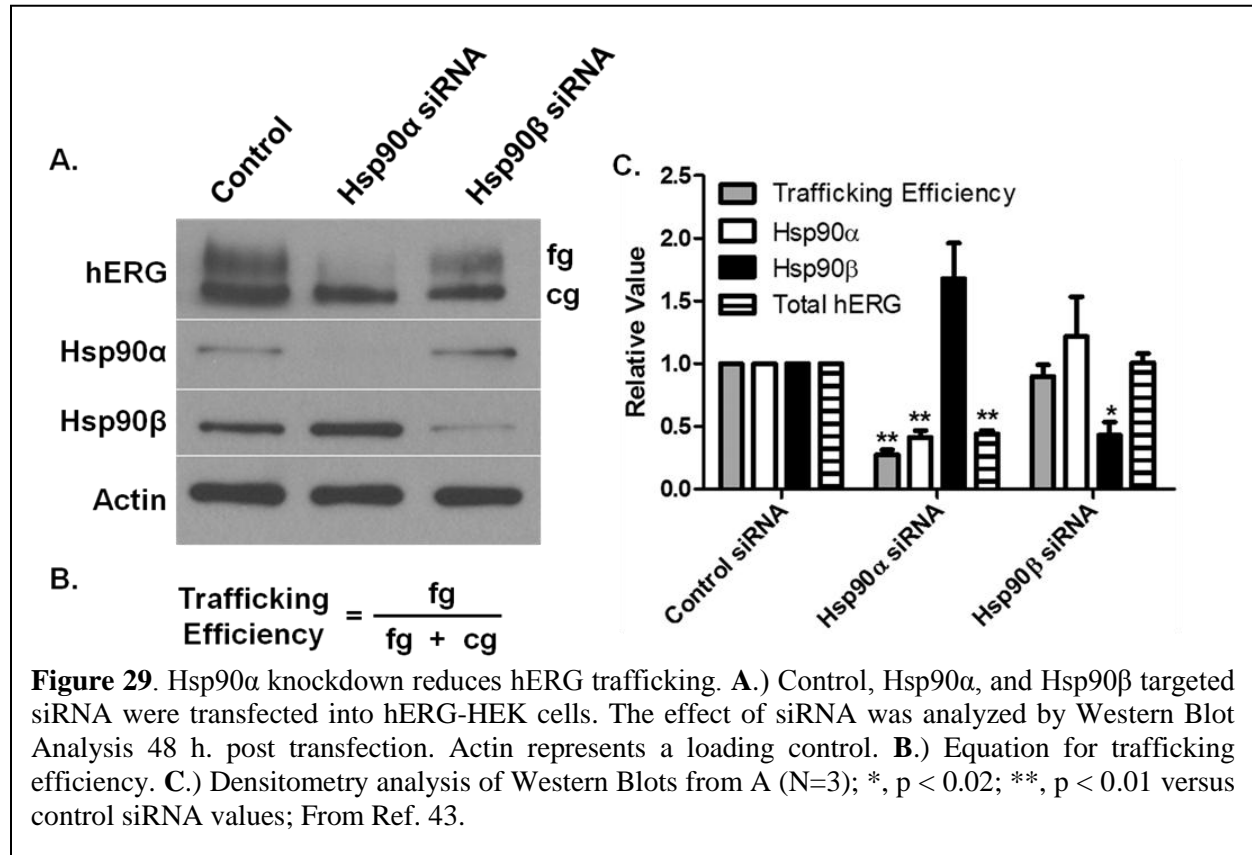 A.
Control
Hsp90α siRNA
Hsp90β siRNA
hERG
fg
cg
Hsp90α
Hsp90β
Actin
B.
Trafficking
Efficiency
=
fg
fg + cg
C.
2.5
2.0
1.5
1.0
0.5
0.0
Relative Value
Trafficking Efficiency
Hsp90α
Hsp90β
Total hERG
**
**
**
*
Control siRNA
Hsp90α siRNA
Hsp90β siRNA
Figure 29. Hsp90α knockdown reduces hERG trafficking. A.) Control, Hsp90α, and Hsp90β targeted
siRNA were transfected into hERG-HEK cells. The effect of siRNA was analyzed by Western Blot
Analysis 48 h. post transfection. Actin represents a loading control. B.) Equation for trafficking
efficiency. C.) Densitometry analysis of Western Blots from A (N=3); *, p < 0.02; **, p < 0.01 versus
control siRNA values; From Ref. 43.